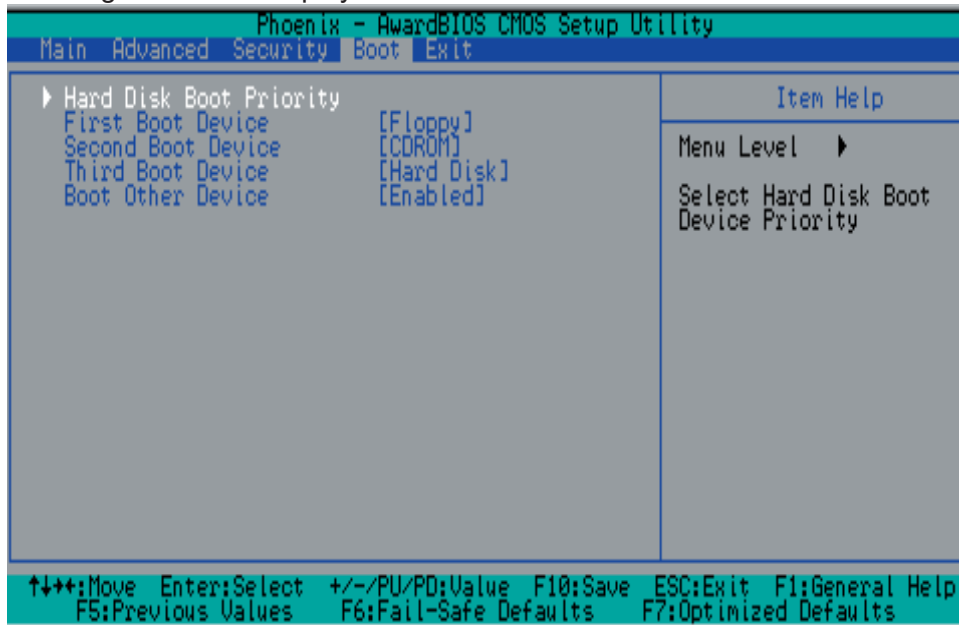 Phoenix - AwardBIOS CMOS Setup Utility
Main Advanced Security Boot Exit
Hard Disk Boot Priority
First Boot Device [Floppy]
Second Boot Device [CDROM]
Third Boot Device [Hard Disk]
Boot Other Device [Enabled]
Item Help
Menu Level
Select Hard Disk Boot
Device Priority
↑↓→←:Move Enter:Select +/-/PU/PD:Value F10:Save ESC:Exit F1:General Help
F5:Previous Values F6:Fail-Safe Defaults F7:Optimized Defaults